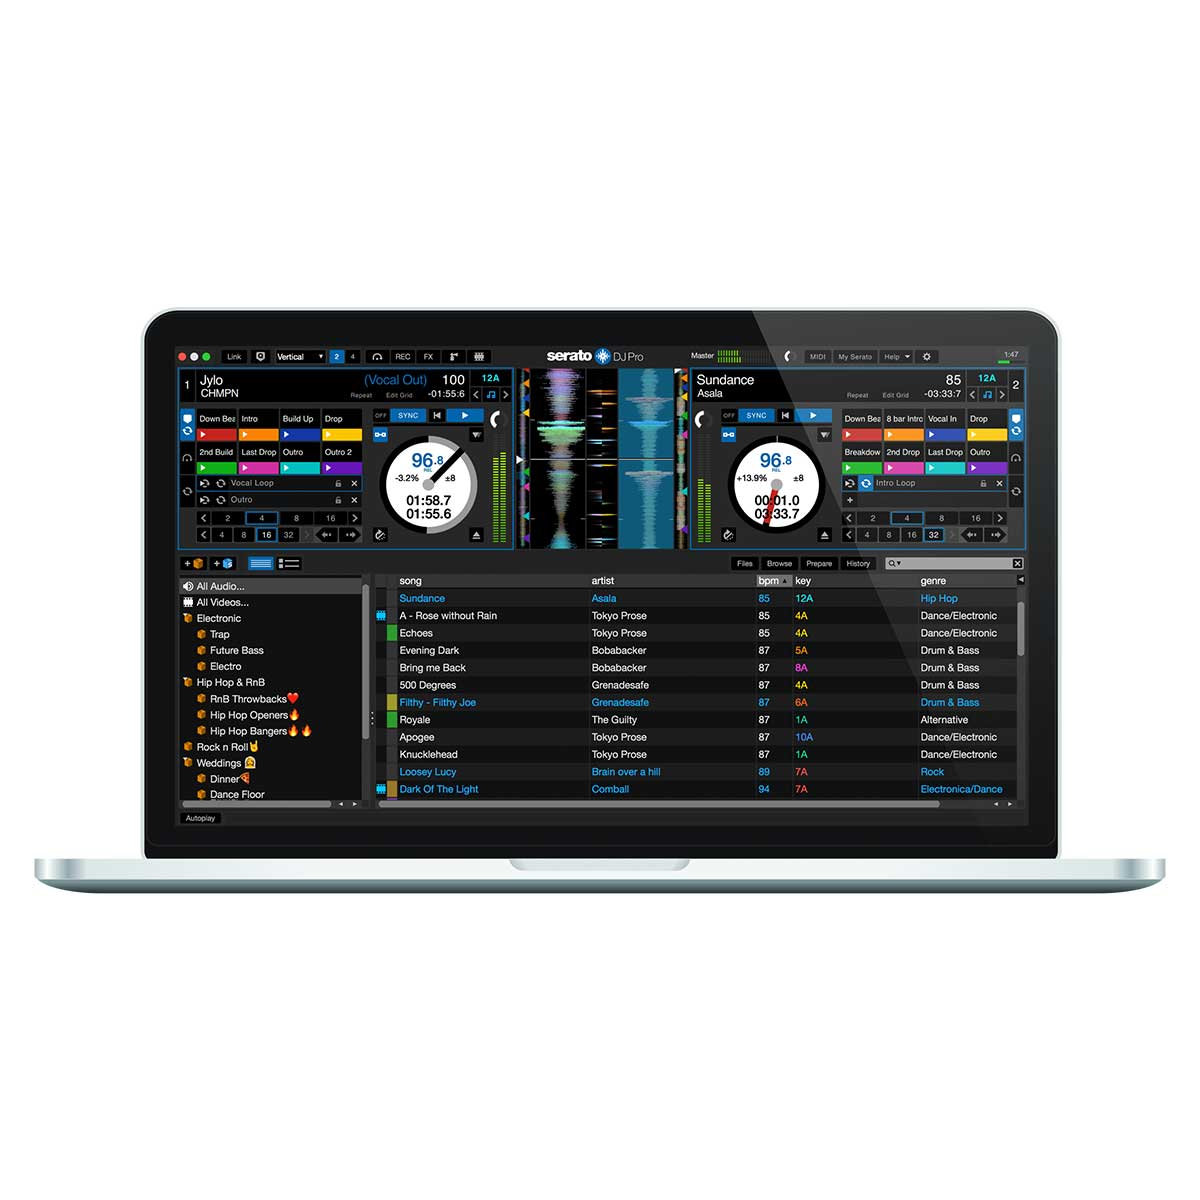 Link Vertical 2 4 REC FX serato DJ Pro Master MIDI My Serato Help 1:47
1 Jylo (Vocal Out) 100 12A
CHMPN Repeat Edit Grid -01:55:6
Sundance 85 12A 2
Asala Repeat Edit Grid -03:33:7
OFF SYNC
Down Bea Intro Build Up Drop
2nd Build Last Drop Outro Outro 2
Vocal Loop
Outro
2 4 8 16
4 8 16 32
96.8
REL
-3.2% ±8
01:58.7
01:55.6
OFF SYNC
96.8
REL
+13.9% ±8
00:01.0
03:33.7
Down Bea 8 bar Intro Vocal In Drop
Breakdow 2nd Drop Last Drop Outro
Intro Loop
2 4 8 16
4 8 16 32
Files Browse Prepare History
All Audio...
All Videos...
Electronic
Trap
Future Bass
Electro
Hip Hop & RnB
RnB Throwbacks❤️
Hip Hop Openers🔥
Hip Hop Bangers🔥🔥
Rock n Roll🤘
Weddings 👰
Dinner🍕
Dance Floor
song artist bpm key genre
Sundance Asala 85 12A Hip Hop
A - Rose without Rain Tokyo Prose 85 4A Dance/Electronic
Echoes Tokyo Prose 85 4A Dance/Electronic
Evening Dark Bobabacker 87 5A Drum & Bass
Bring me Back Bobabacker 87 8A Drum & Bass
500 Degrees Grenadesafe 87 4A Drum & Bass
Filthy - Filthy Joe Grenadesafe 87 6A Drum & Bass
Royale The Guilty 87 1A Alternative
Apogee Tokyo Prose 87 10A Dance/Electronic
Knucklehead Tokyo Prose 87 1A Dance/Electronic
Loosey Lucy Brain over a hill 89 7A Rock
Dark Of The Light Comball 94 7A Electronica/Dance
Autoplay